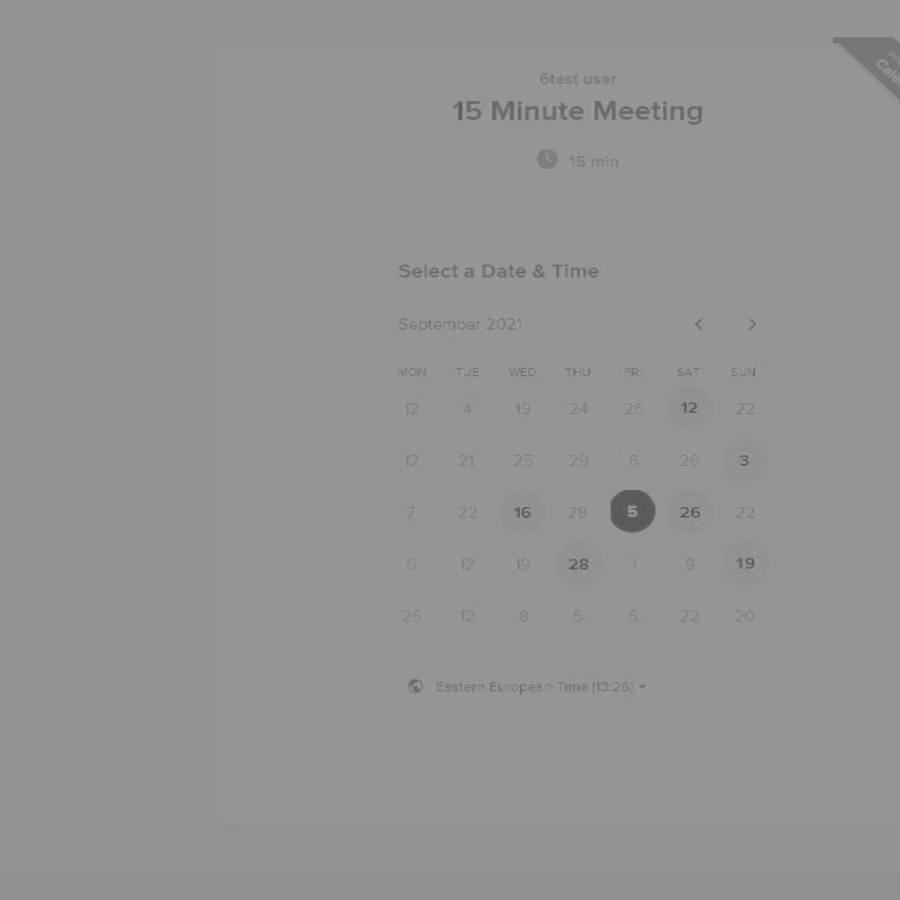 6test user
15 Minute Meeting
15 min
Select a Date & Time
September 2021
MON TUE WED THU FRI SAT SUN
12 4 19 24 26 12 22
12 21 25 29 6 26 3
7 22 16 28 5 26 22
6 12 19 28 1 9 19
26 12 8 5 5 22 20
Eastern European Time (13:26)